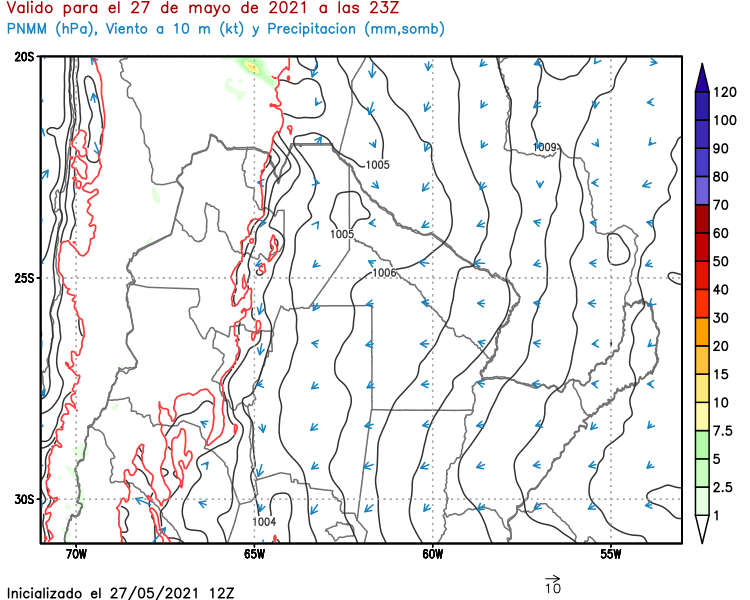 Valido para el 27 de mayo de 2021 a las 23Z
PNMM (hPa), Viento a 10 m (kt) y Precipitacion (mm,somb)
20S
25S
30S
70W
65W
60W
55W
1009
1005
1005
1006
1004
120
100
90
80
70
60
50
40
30
20
15
10
7.5
5
2.5
1
10
Inicializado el 27/05/2021 12Z